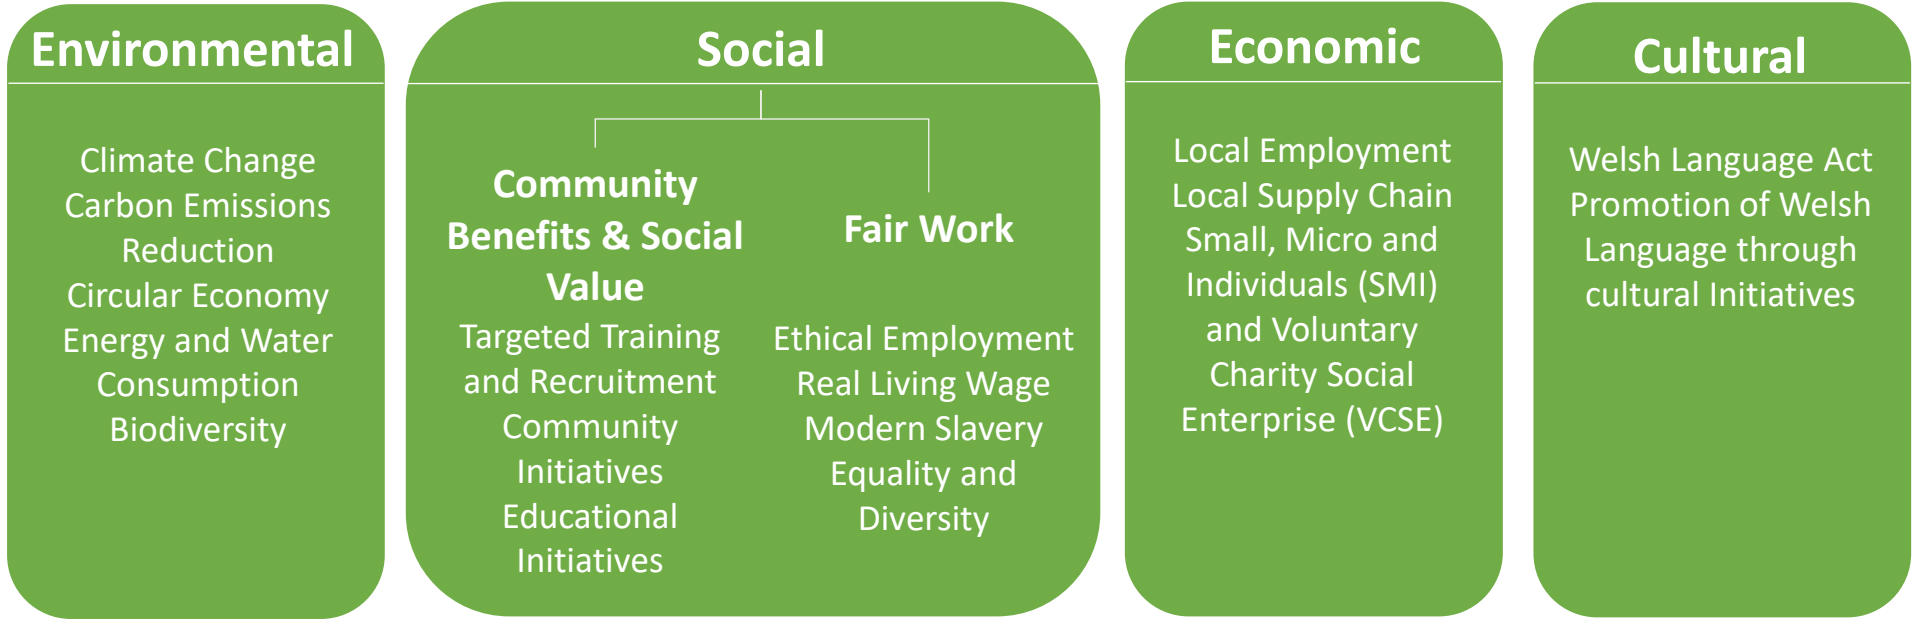 Environmental
Climate Change
Carbon Emissions
Reduction
Circular Economy
Energy and Water
Consumption
Biodiversity
Social
Community
Benefits & Social
Value
Targeted Training
and Recruitment
Community
Initiatives
Educational
Initiatives
Fair Work
Ethical Employment
Real Living Wage
Modern Slavery
Equality and
Diversity
Economic
Local Employment
Local Supply Chain
Small, Micro and
Individuals (SMI)
and Voluntary
Charity Social
Enterprise (VCSE)
Cultural
Welsh Language Act
Promotion of Welsh
Language through
cultural Initiatives